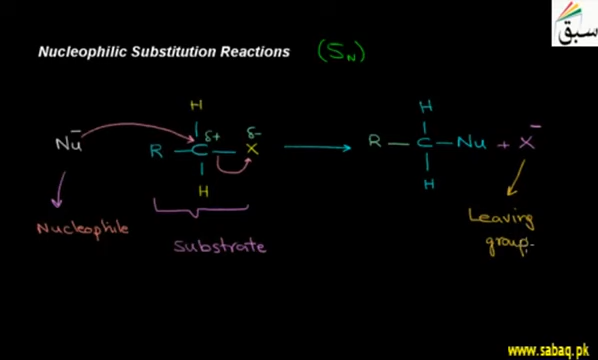 سبق
Nucleophilic Substitution Reactions (SN)
H H
Nu⁻ R — C δ+ — X δ- → R — C — Nu + X⁻
H H
Nucleophile Substrate Leaving
group-
www.sabaq.pk